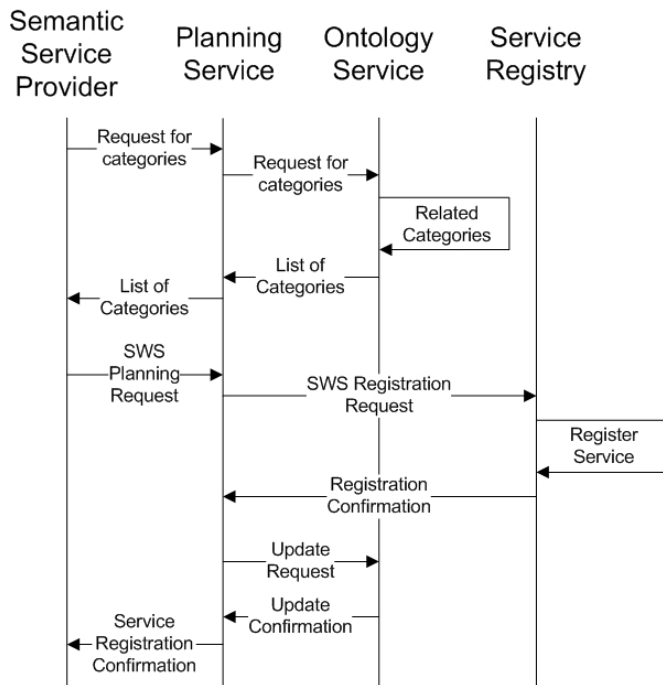 Semantic
Service
Provider
Planning
Service
Ontology
Service
Service
Registry
Request for
categories
Request for
categories
Related
Categories
List of
Categories
List of
Categories
SWS
Planning
Request
SWS Registration
Request
Register
Service
Registration
Confirmation
Update
Request
Update
Confirmation
Service
Registration
Confirmation